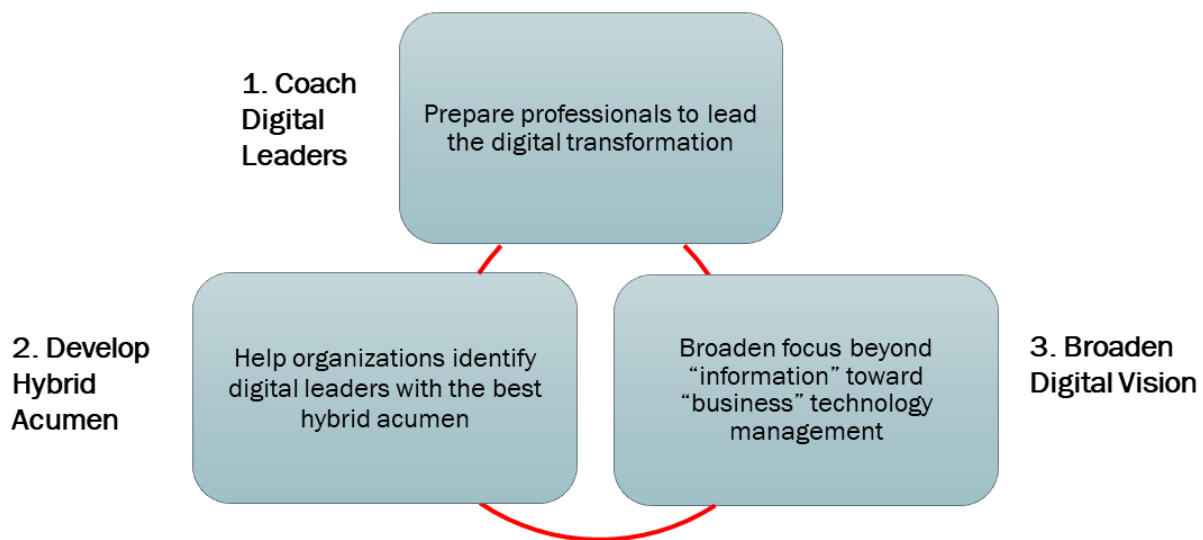 1. Coach
Digital
Leaders
Prepare professionals to lead
the digital transformation
2. Develop
Hybrid
Acumen
Help organizations identify
digital leaders with the best
hybrid acumen
Broaden focus beyond
“information” toward
“business” technology
management
3. Broaden
Digital Vision